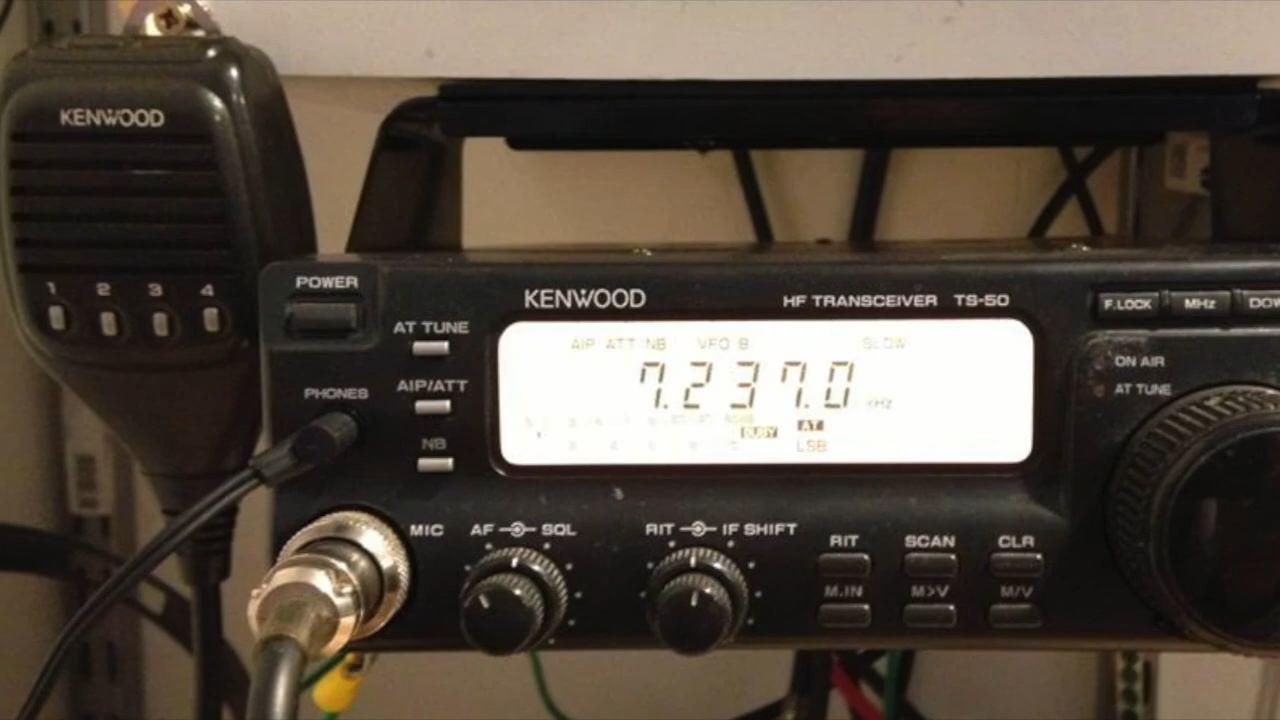 KENWOOD
1 2 3 4
POWER
KENWOOD
HF TRANSCEIVER TS-50
F.LOCK
MHz
AT TUNE
AIP ATT NB VFO B SLOW
7.237.0
KHz
BUSY
AT
LSB
ON AIR
AT TUNE
PHONES
AIP/ATT
NB
MIC
AF SQL
RIT IF SHIFT
RIT
SCAN
CLR
M.IN
M>V
M/V